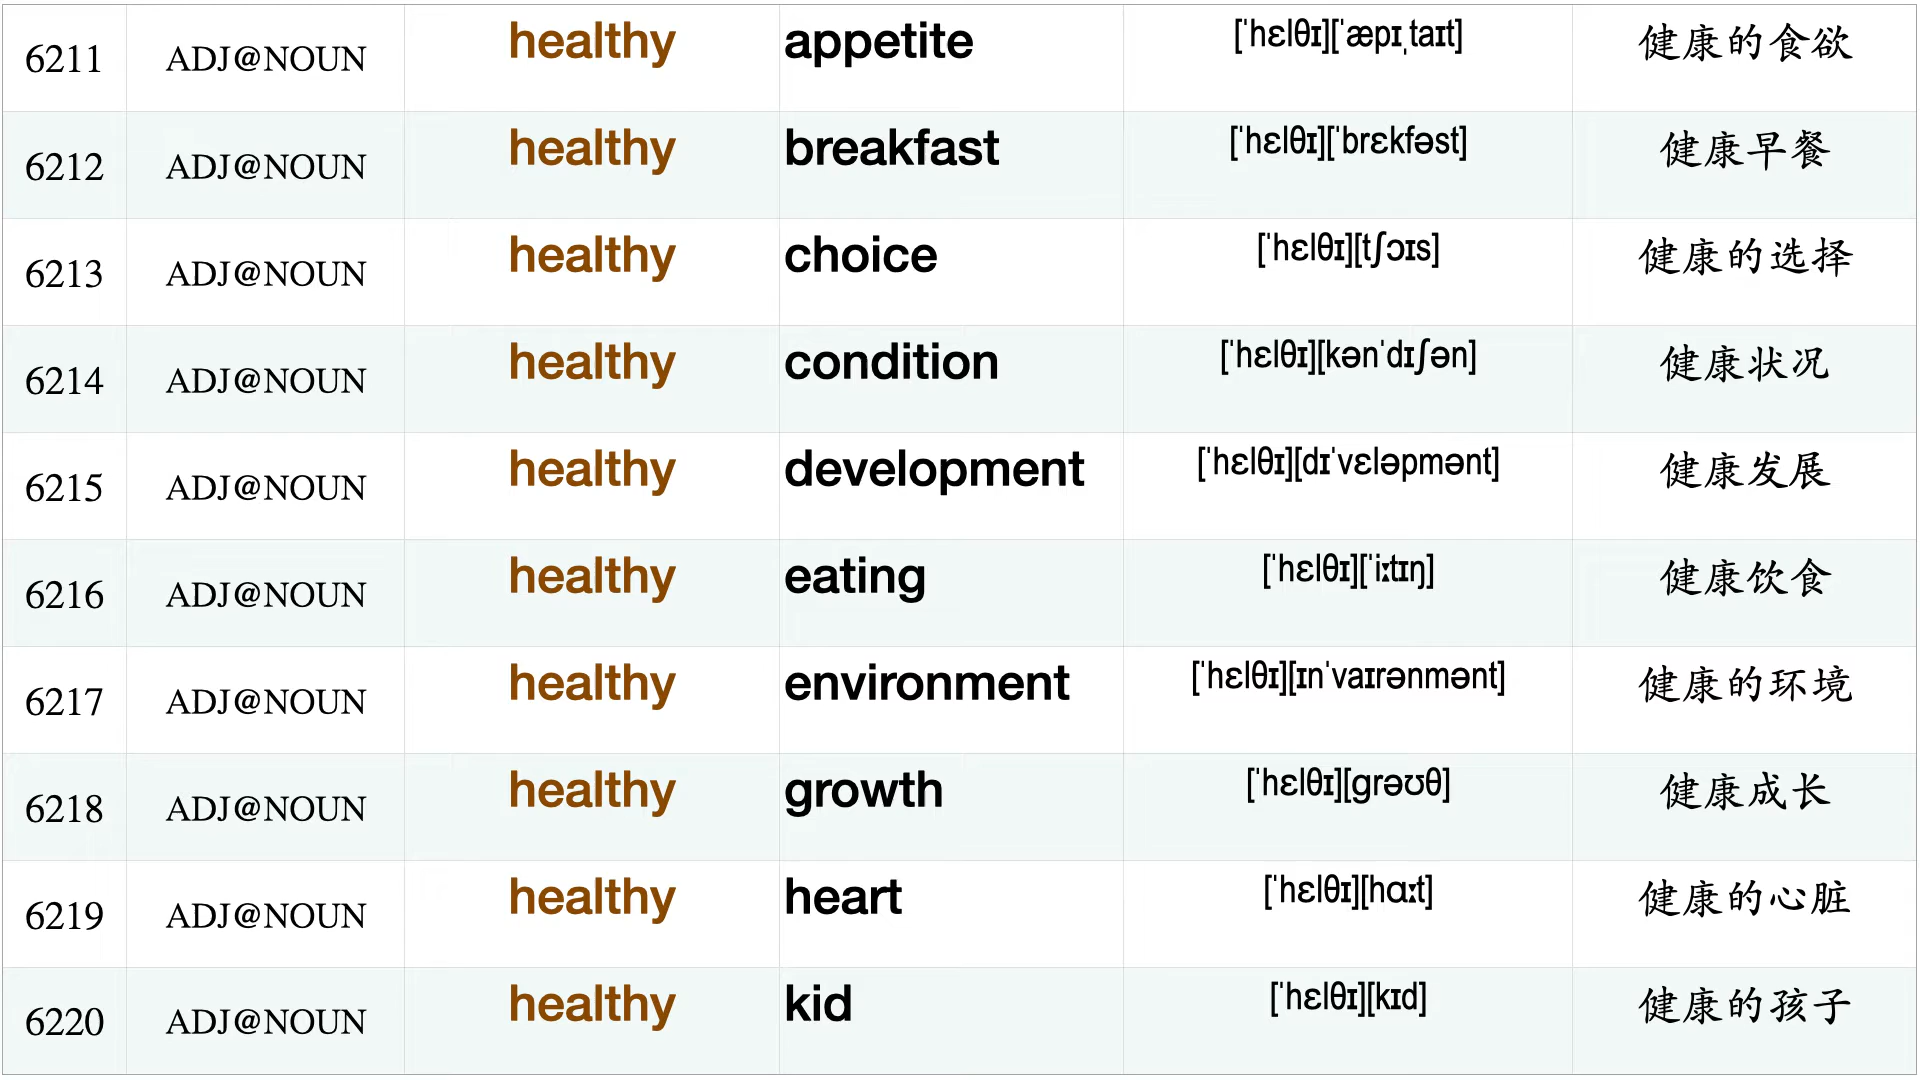 6211 ADJ@NOUN healthy appetite [ˈhɛlθɪ][ˈæpɪˌtaɪt] 健康的食欲
6212 ADJ@NOUN healthy breakfast [ˈhɛlθɪ][ˈbrɛkfəst] 健康早餐
6213 ADJ@NOUN healthy choice [ˈhɛlθɪ][tʃɔɪs] 健康的选择
6214 ADJ@NOUN healthy condition [ˈhɛlθɪ][kənˈdɪʃən] 健康状况
6215 ADJ@NOUN healthy development [ˈhɛlθɪ][dɪˈvɛləpmənt] 健康发展
6216 ADJ@NOUN healthy eating [ˈhɛlθɪ][ˈiːtɪŋ] 健康饮食
6217 ADJ@NOUN healthy environment [ˈhɛlθɪ][ɪnˈvaɪrənmənt] 健康的环境
6218 ADJ@NOUN healthy growth [ˈhɛlθɪ][ɡrəʊθ] 健康成长
6219 ADJ@NOUN healthy heart [ˈhɛlθɪ][hɑːt] 健康的心脏
6220 ADJ@NOUN healthy kid [ˈhɛlθɪ][kɪd] 健康的孩子